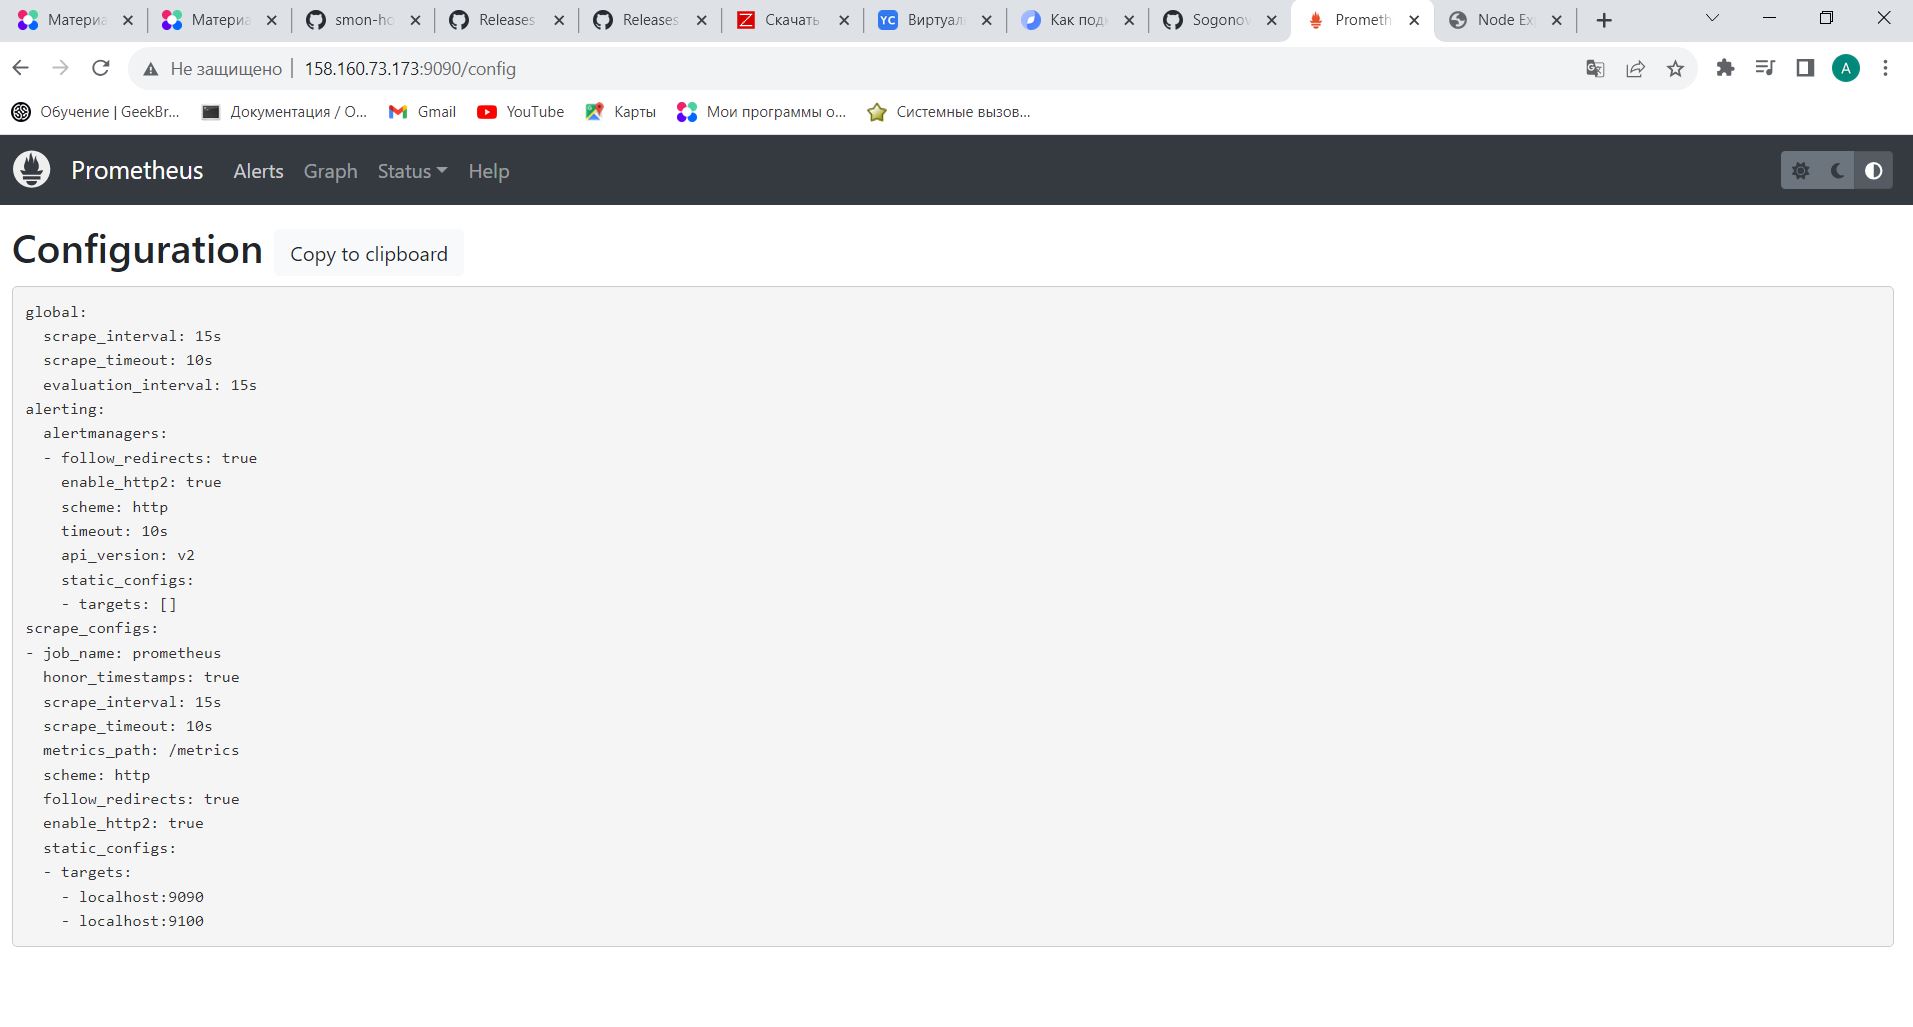 Материа
Материа
smon-ho
Releases
Releases
Скачать
YC
Виртуал
Как под
Sogonov
Prometh
Node Ex
Не защищено
158.160.73.173:9090/config
A
Обучение | GeekBr...
Документация / О...
Gmail
YouTube
Карты
Мои программы о...
Системные вызов...
Prometheus
Alerts
Graph
Status
Help
Configuration
Copy to clipboard
global:
  scrape_interval: 15s
  scrape_timeout: 10s
  evaluation_interval: 15s
alerting:
  alertmanagers:
  - follow_redirects: true
    enable_http2: true
    scheme: http
    timeout: 10s
    api_version: v2
    static_configs:
    - targets: []
scrape_configs:
- job_name: prometheus
  honor_timestamps: true
  scrape_interval: 15s
  scrape_timeout: 10s
  metrics_path: /metrics
  scheme: http
  follow_redirects: true
  enable_http2: true
  static_configs:
  - targets:
    - localhost:9090
    - localhost:9100